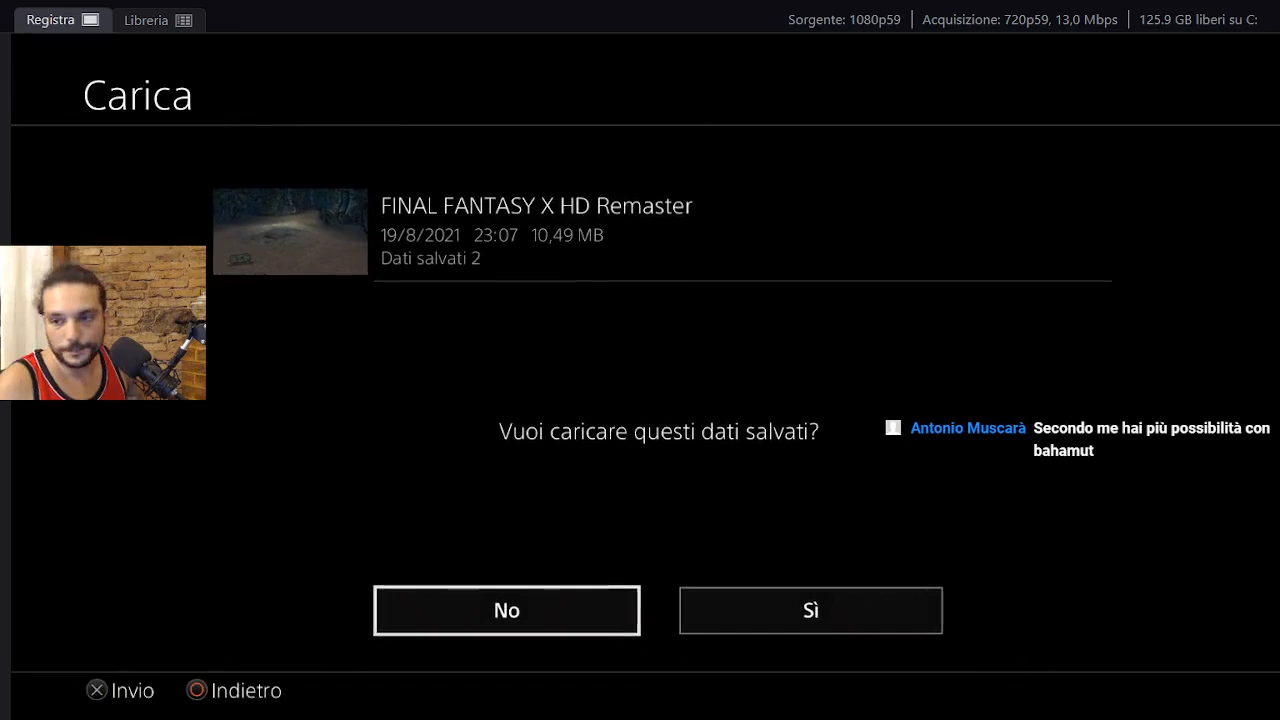 Registra
Libreria
Sorgente: 1080p59
Acquisizione: 720p59, 13,0 Mbps
125.9 GB liberi su C:
Carica
FINAL FANTASY X HD Remaster
19/8/2021 23:07 10,49 MB
Dati salvati 2
Vuoi caricare questi dati salvati?
Antonio Muscarà Secondo me hai più possibilità con
bahamut
No
Sì
Invio
Indietro